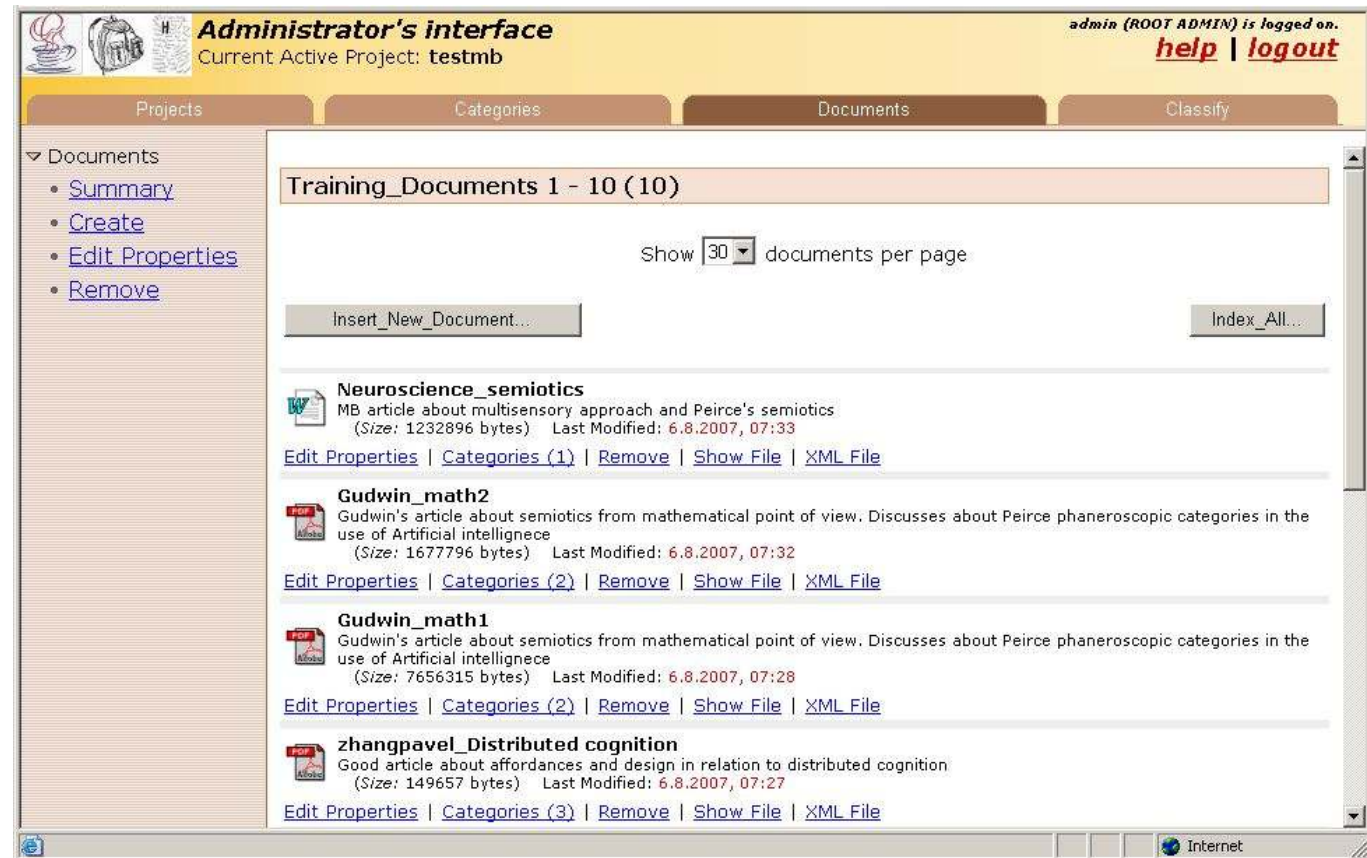 H
Administrator's interface
Current Active Project: testmb
admin (ROOT ADMIN) is logged on.
help | logout
Projects
Categories
Documents
Classify
Documents
• Summary
• Create
• Edit Properties
• Remove
Training_Documents 1 - 10 (10)
Show 30 documents per page
Insert_New_Document...
Index_All...
W
Neuroscience_semiotics
MB article about multisensory approach and Peirce's semiotics
(Size: 1232896 bytes) Last Modified: 6.8.2007, 07:33
Edit Properties | Categories (1) | Remove | Show File | XML File
PDF
Adobe
Gudwin_math2
Gudwin's article about semiotics from mathematical point of view. Discusses about Peirce phaneroscopic categories in the
use of Artificial intellignece
(Size: 1677796 bytes) Last Modified: 6.8.2007, 07:32
Edit Properties | Categories (2) | Remove | Show File | XML File
PDF
Adobe
Gudwin_math1
Gudwin's article about semiotics from mathematical point of view. Discusses about Peirce phaneroscopic categories in the
use of Artificial intellignece
(Size: 7656315 bytes) Last Modified: 6.8.2007, 07:28
Edit Properties | Categories (2) | Remove | Show File | XML File
PDF
Adobe
zhangpavel_Distributed cognition
Good article about affordances and design in relation to distributed cognition
(Size: 149657 bytes) Last Modified: 6.8.2007, 07:27
Edit Properties | Categories (3) | Remove | Show File | XML File
Internet